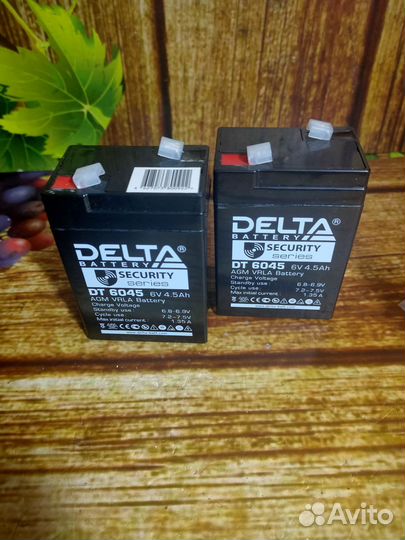 DELTA®
BATTERY
SECURITY
series
DT 6045 6V 4.5Ah
AGM VRLA Battery
Charge Voltage
Standby use : 6.8-6.9V
Cycle use : 7.2-7.5V
Max initial current : 1.35 A
DELTA®
BATTERY
SECURITY
series
DT 6045 6V 4.5Ah
AGM VRLA Battery
Charge Voltage
Standby use : 6.8-6.9V
Cycle use : 7.2-7.5V
Max initial current : 1.35 A
Avito